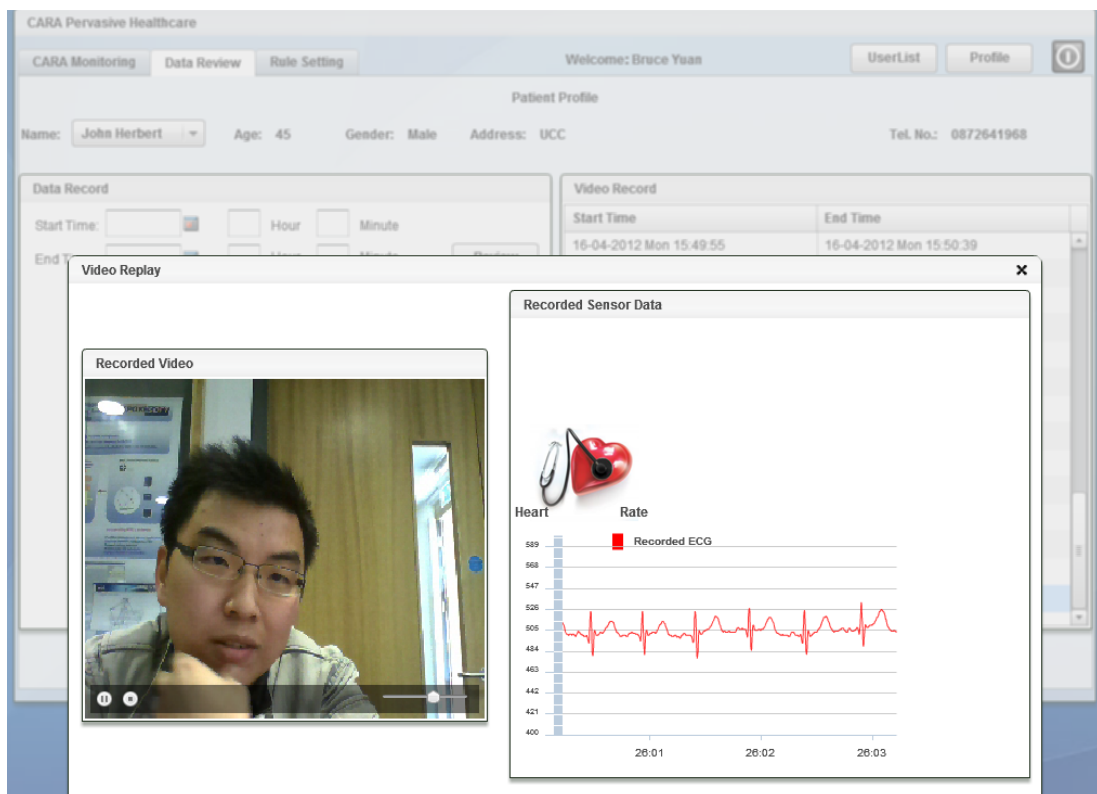 CARA Pervasive Healthcare
CARA Monitoring Data Review Rule Setting Welcome: Bruce Yuan UserList Profile
Patient Profile
Name: John Herbert Age: 45 Gender: Male Address: UCC Tel. No.: 0872641968
Data Record Video Record
Start Time: Hour Minute Start Time End Time
16-04-2012 Mon 15:49:55 16-04-2012 Mon 15:50:39
Video Replay
Recorded Sensor Data
Recorded Video
Heart Rate
Recorded ECG
589
568
547
526
505
484
463
442
421
400
26:01 26:02 26:03